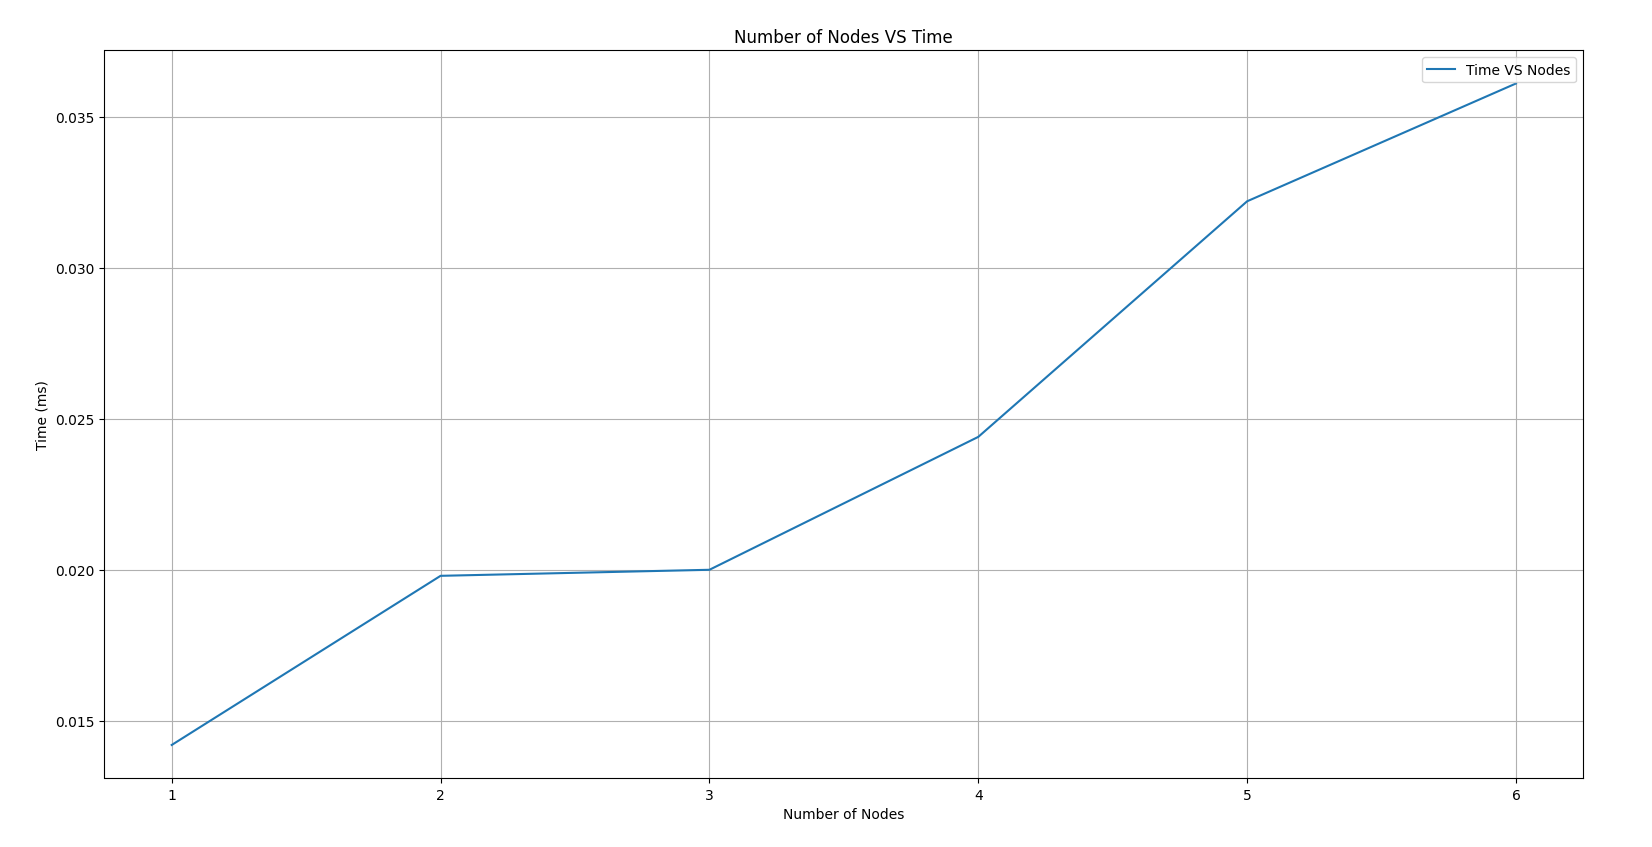 Number of Nodes VS Time
Time VS Nodes
Time (ms)
0.035
0.030
0.025
0.020
0.015
1 2 3 4 5 6
Number of Nodes